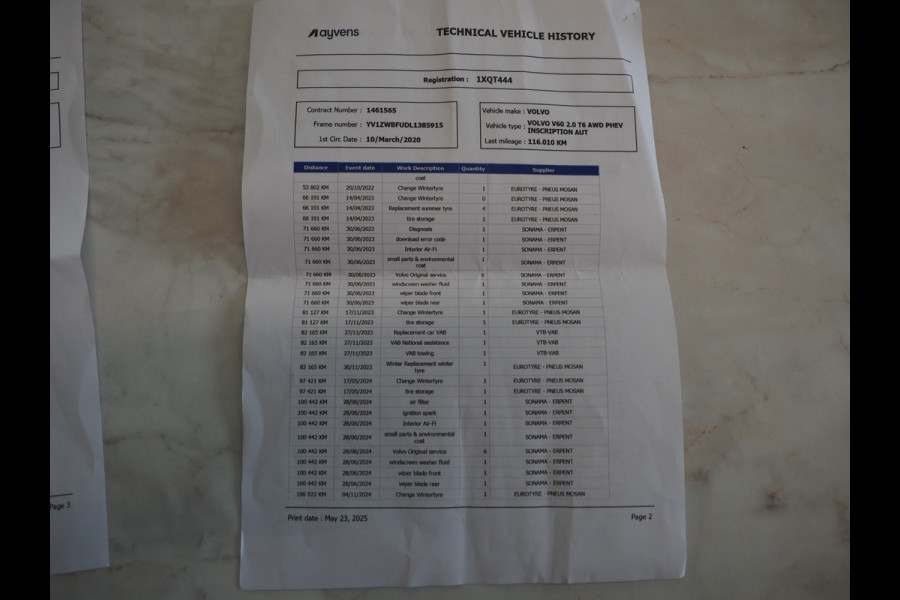 ayvens
TECHNICAL VEHICLE HISTORY
Registration : 1XQT444
Contract Number : 1461565
Frame number : YV1ZWBFUDL1385915
1st Circ Date : 10/March/2020
Vehicle make : VOLVO
Vehicle type : VOLVO V60 2.0 T6 AWD PHEV
INSCRIPTION AUT
Last mileage : 116.010 KM
Distance Event date Work Description Quantity Supplier
cost
53 802 KM 20/10/2022 Change Wintertyre 1 EUROTYRE - PNEUS MOSAN
66 191 KM 14/04/2023 Change Wintertyre 0 EUROTYRE - PNEUS MOSAN
66 191 KM 14/04/2023 Replacement summer tyre 4 EUROTYRE - PNEUS MOSAN
66 191 KM 14/04/2023 tire storage 1 EUROTYRE - PNEUS MOSAN
71 660 KM 30/06/2023 Diagnosis 1 SONAMA - ERPENT
71 660 KM 30/06/2023 download error code 1 SONAMA - ERPENT
71 660 KM 30/06/2023 Interior Air-Fi 1 SONAMA - ERPENT
71 660 KM 30/06/2023 small parts & environmental cost 1 SONAMA - ERPENT
71 660 KM 30/06/2023 Volvo Original service 6 SONAMA - ERPENT
71 660 KM 30/06/2023 windscreen washer fluid 1 SONAMA - ERPENT
71 660 KM 30/06/2023 wiper blade front 1 SONAMA - ERPENT
71 660 KM 30/06/2023 wiper blade rear 1 SONAMA - ERPENT
81 127 KM 17/11/2023 Change Wintertyre 1 EUROTYRE - PNEUS MOSAN
81 127 KM 17/11/2023 tire storage 1 EUROTYRE - PNEUS MOSAN
82 165 KM 27/11/2023 Replacement car VAB 1 VTB-VAB
82 165 KM 27/11/2023 VAB National assistance 1 VTB-VAB
82 165 KM 27/11/2023 VAB towing 1 VTB-VAB
82 165 KM 30/11/2023 Winter Replacement winter tyre 1 EUROTYRE - PNEUS MOSAN
97 421 KM 17/05/2024 Change Wintertyre 1 EUROTYRE - PNEUS MOSAN
97 421 KM 17/05/2024 tire storage 1 EUROTYRE - PNEUS MOSAN
100 442 KM 28/06/2024 air filter 1 SONAMA - ERPENT
100 442 KM 28/06/2024 ignition spark 1 SONAMA - ERPENT
100 442 KM 28/06/2024 Interior Air-Fi 1 SONAMA - ERPENT
100 442 KM 28/06/2024 small parts & environmental cost 1 SONAMA - ERPENT
100 442 KM 28/06/2024 Volvo Original service 6 SONAMA - ERPENT
100 442 KM 28/06/2024 windscreen washer fluid 1 SONAMA - ERPENT
100 442 KM 28/06/2024 wiper blade front 1 SONAMA - ERPENT
100 442 KM 28/06/2024 wiper blade rear 1 SONAMA - ERPENT
106 922 KM 04/11/2024 Change Wintertyre 1 EUROTYRE - PNEUS MOSAN
Print date : May 23, 2025
Page 2
Page 3